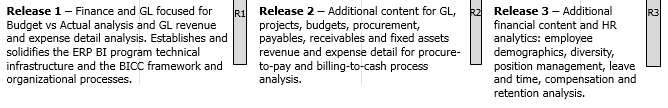 Release 1 – Finance and GL focused for
Budget vs Actual analysis and GL revenue
and expense detail analysis. Establishes and
solidifies the ERP BI program technical
infrastructure and the BICC framework and
organizational processes.
R1
Release 2 – Additional content for GL,
projects, budgets, procurement,
payables, receivables and fixed assets
revenue and expense detail for procure-
to-pay and billing-to-cash process
analysis.
R2
Release 3 – Additional
financial content and HR
analytics: employee
demographics, diversity,
position management, leave
and time, compensation and
retention analysis.
R3